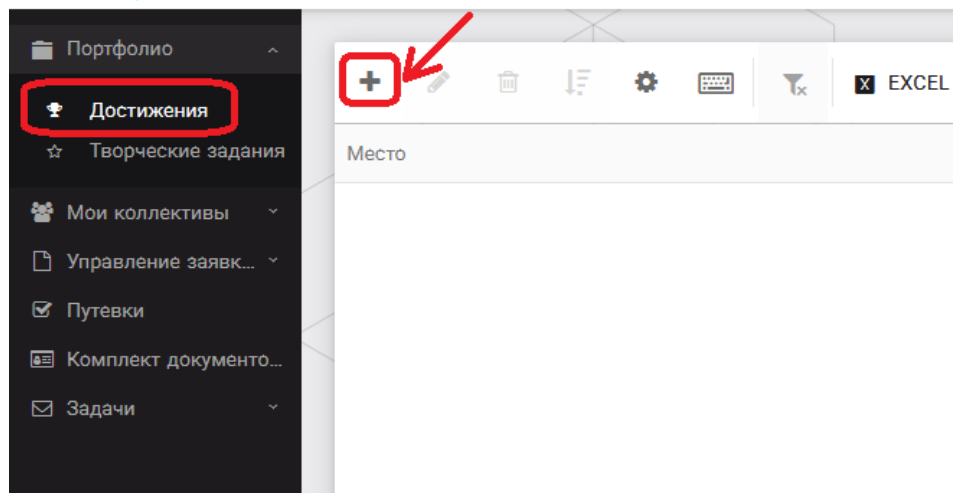 Портфолио
Достижения
Творческие задания
Мои коллективы
Управление заявк...
Путевки
Комплект документо...
Задачи
EXCEL
Место